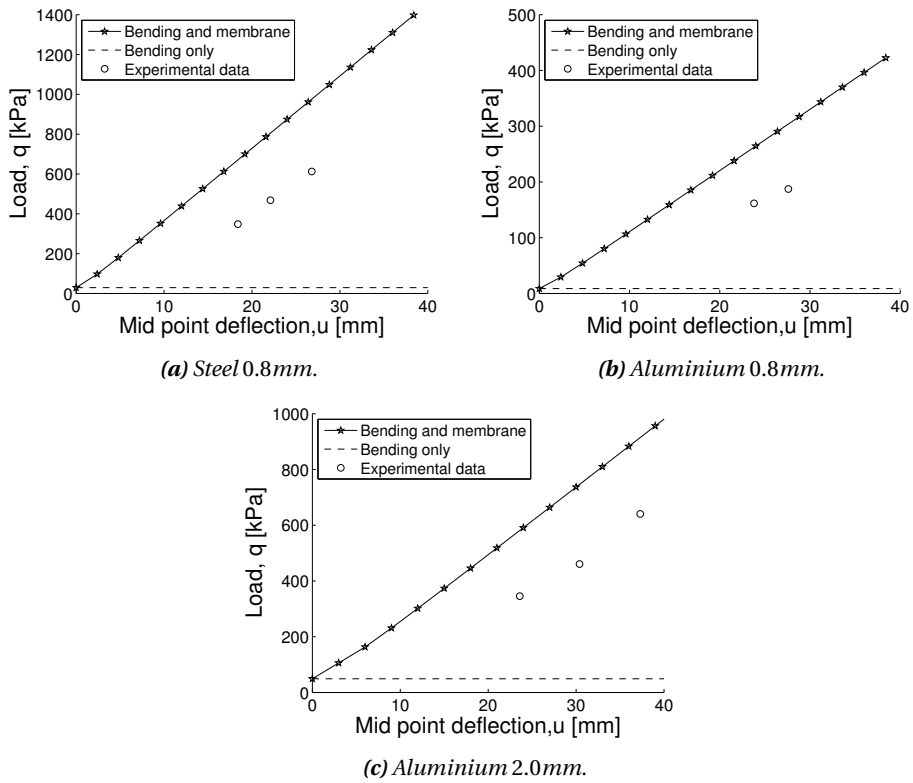 1400
1200
1000
800
600
400
200
0
Load, q [kPa]
Bending and membrane
Bending only
Experimental data
0 10 20 30 40
Mid point deflection,u [mm]
(a) Steel 0.8mm.
500
400
300
200
100
0
Load, q [kPa]
Bending and membrane
Bending only
Experimental data
0 10 20 30 40
Mid point deflection,u [mm]
(b) Aluminium 0.8mm.
1000
800
600
400
200
0
Load, q [kPa]
Bending and membrane
Bending only
Experimental data
0 10 20 30 40
Mid point deflection,u [mm]
(c) Aluminium 2.0mm.